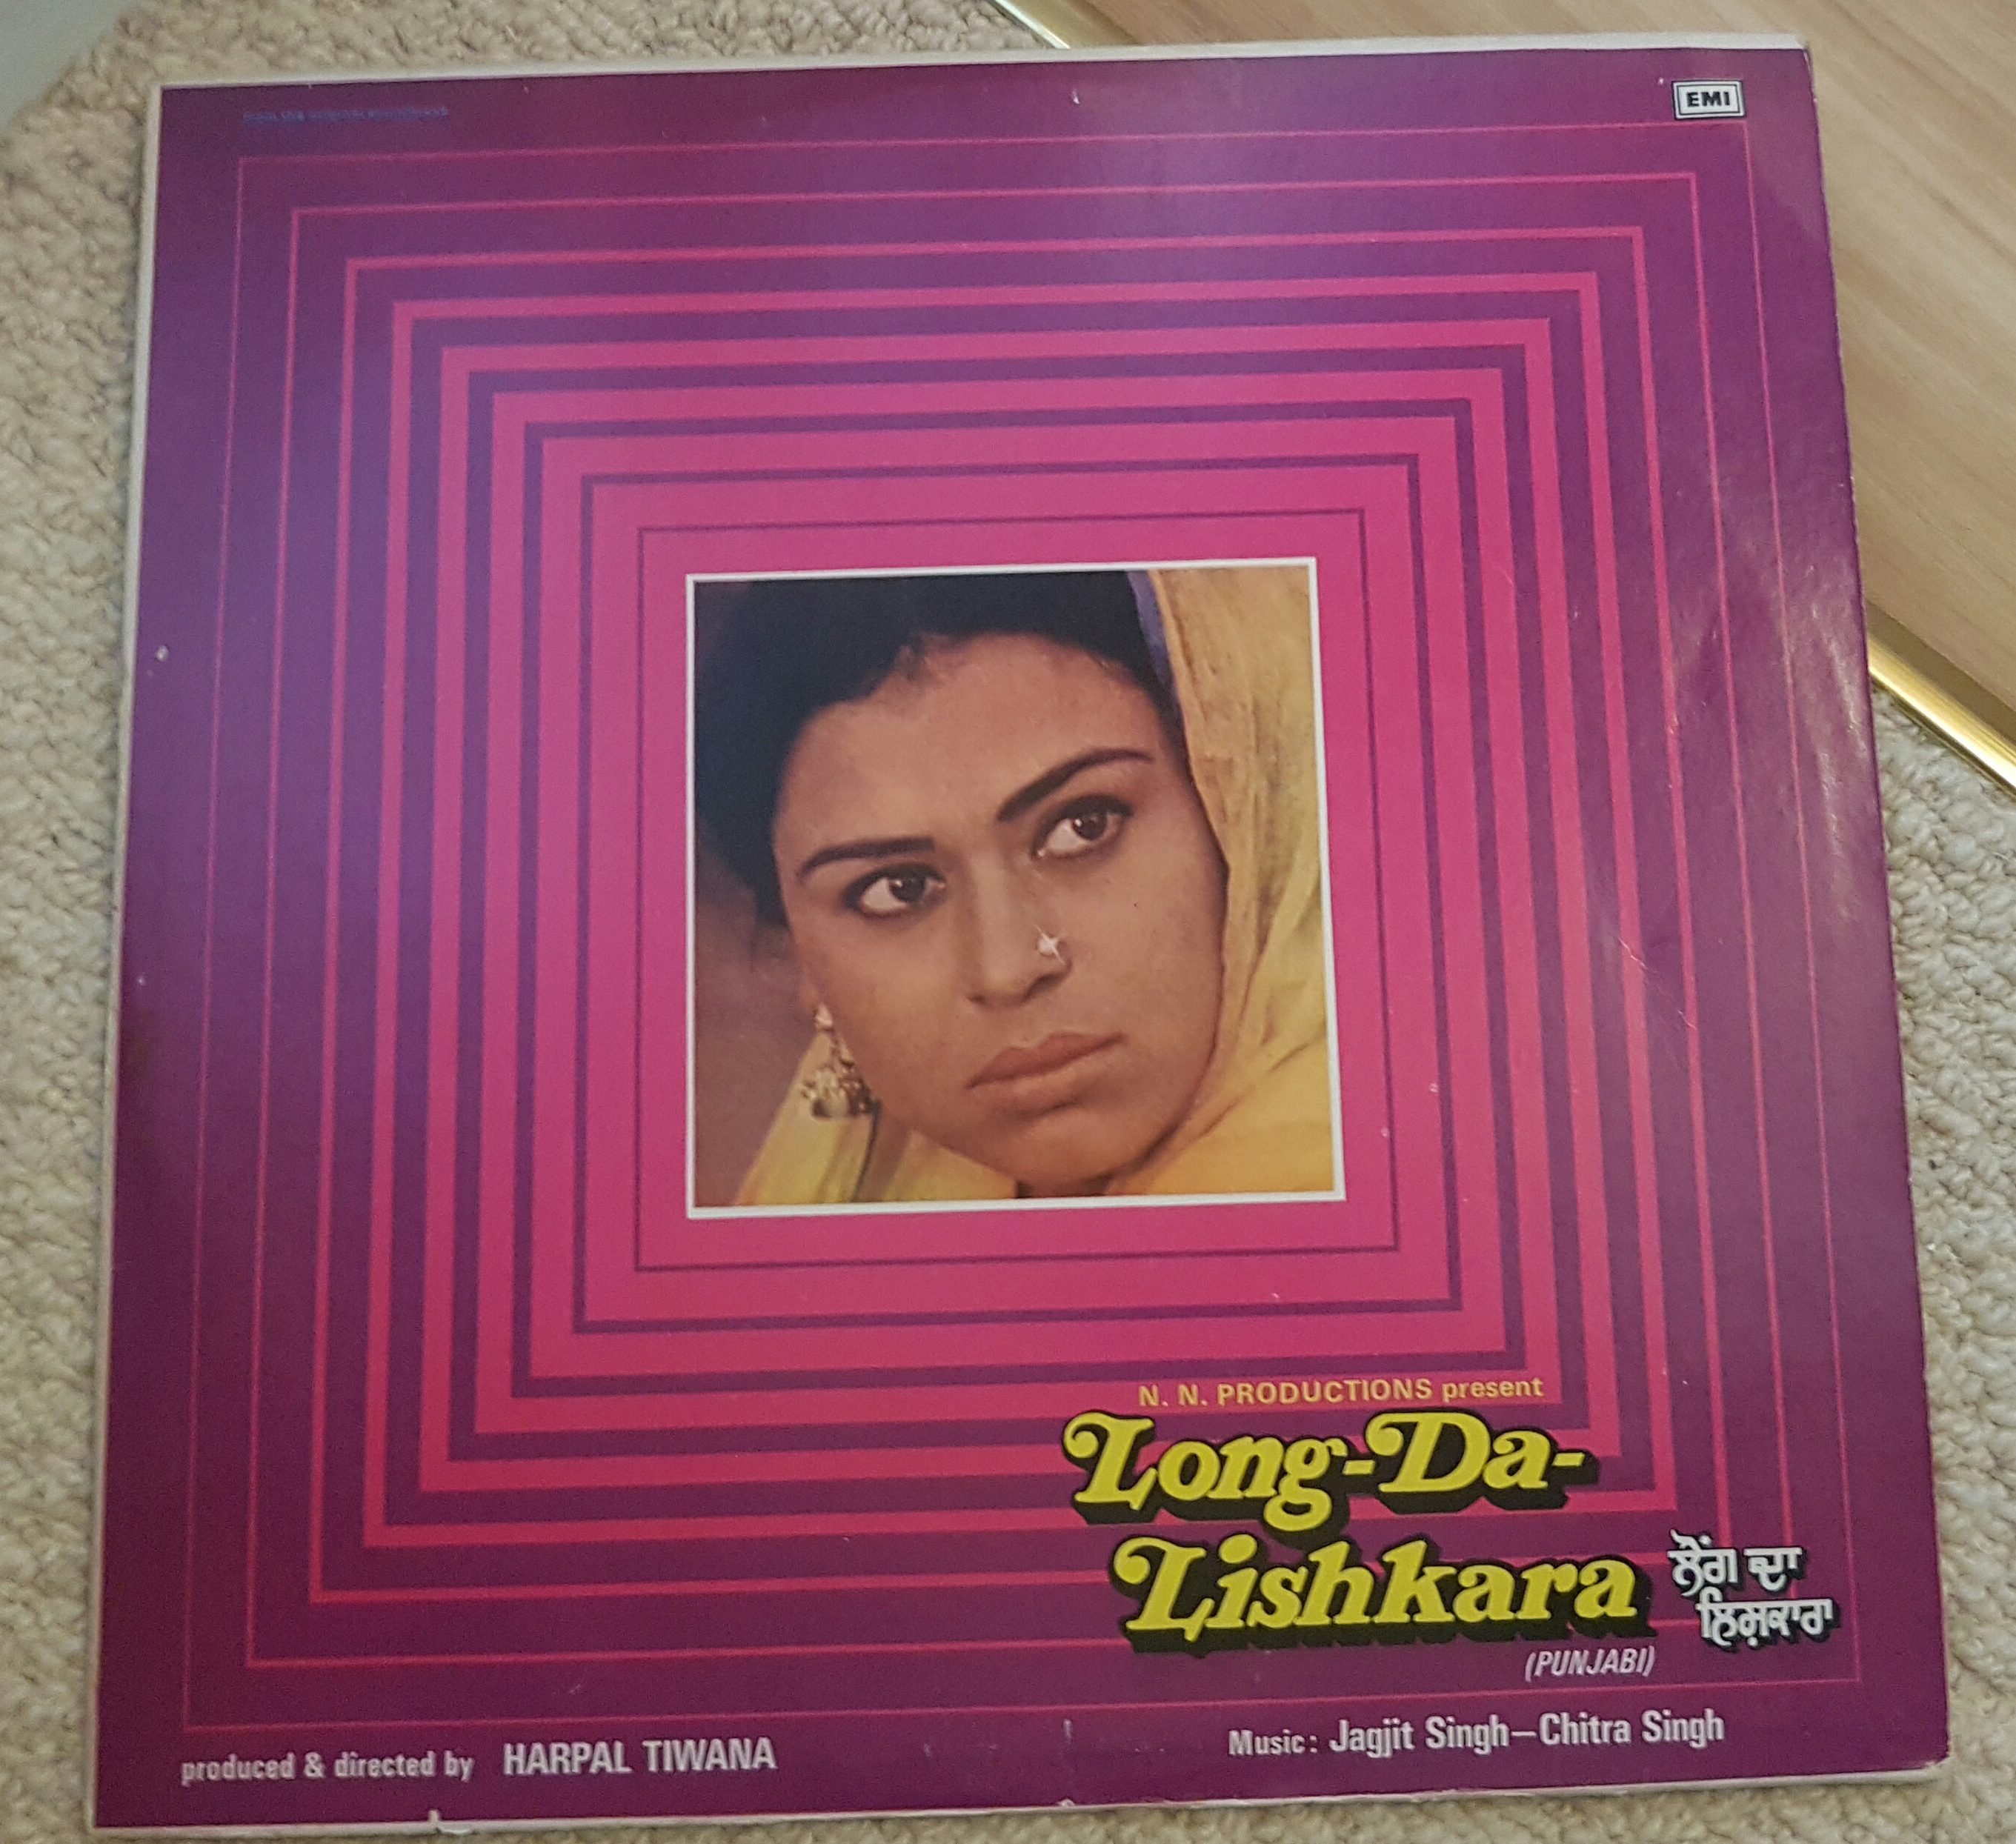 EMI
N. N. PRODUCTIONS present
Long-Da-
Lishkara
ਲੌਂਗ ਦਾ
ਲਿਸ਼ਕਾਰਾ
(PUNJABI)
produced & directed by HARPAL TIWANA
Music: Jagjit Singh—Chitra Singh